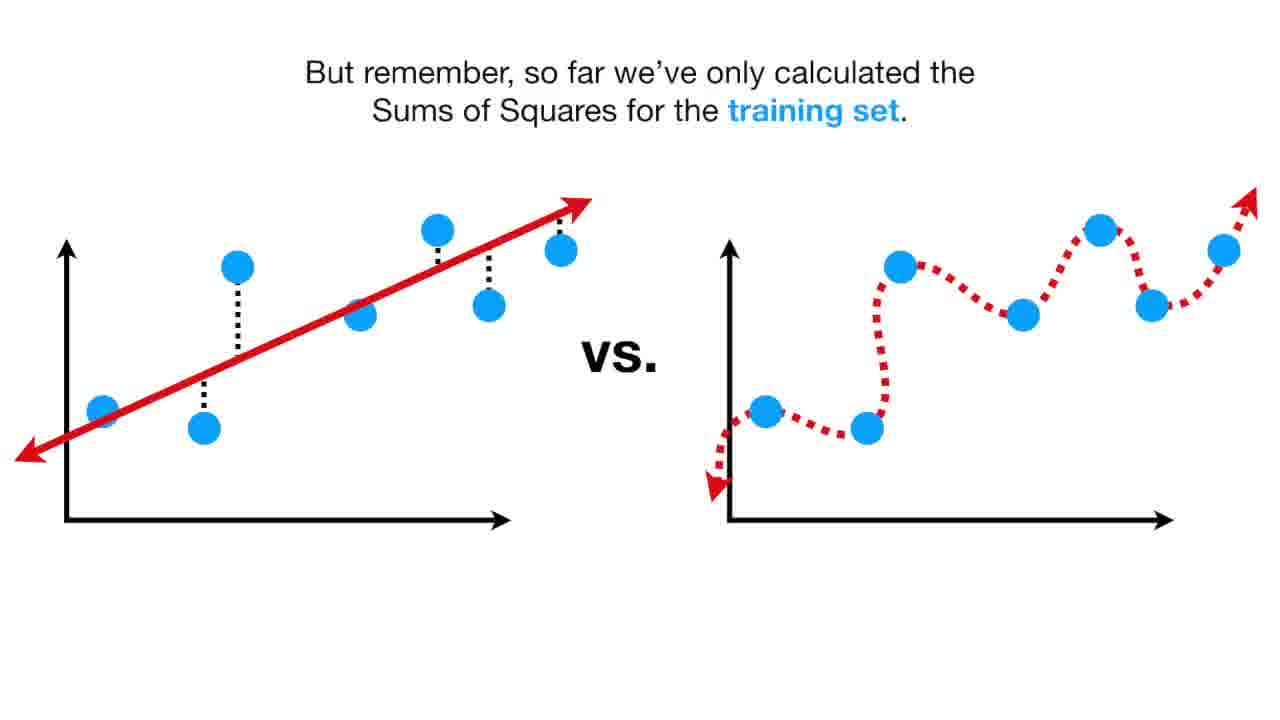 But remember, so far we’ve only calculated the
Sums of Squares for the training set.
vs.